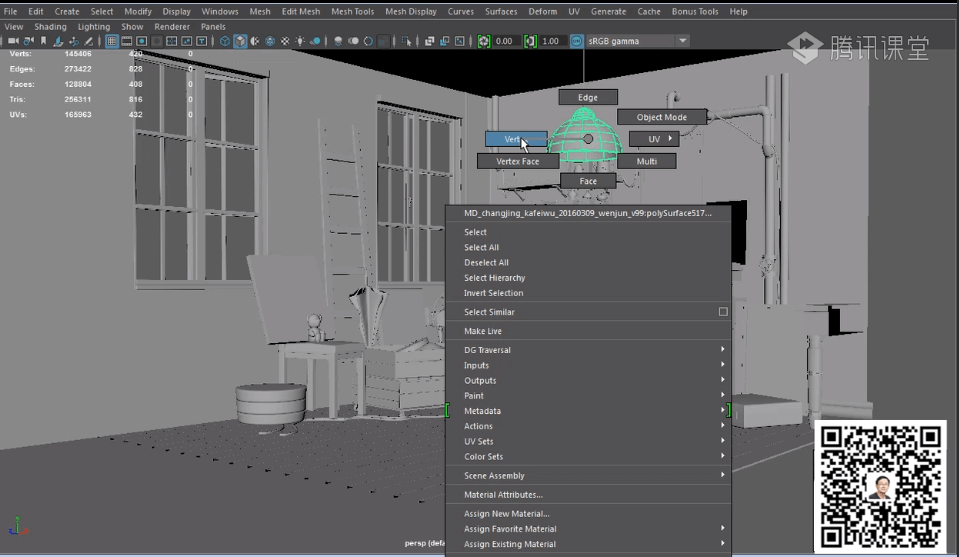 File Edit Create Select Modify Display Windows Mesh Edit Mesh Mesh Tools Mesh Display Curves Surfaces Deform UV Generate Cache Bonus Tools Help
View Shading Lighting Show Renderer Panels
0.00 1.00 sRGB gamma
腾讯课堂
Verts: 145406 420 0
Edges: 273422 828 0
Faces: 128804 408 0
Tris: 256311 816 0
UVs: 165963 432 0
Edge
Object Mode
UV
Vertex Face
Multi
Face
MD_changjing_kafeiwu_20160309_wenjun_v99:polySurface517...
Select
Select All
Deselect All
Select Hierarchy
Invert Selection
Select Similar
Make Live
DG Traversal
Inputs
Outputs
Paint
Metadata
Actions
UV Sets
Color Sets
Scene Assembly
Material Attributes...
Assign New Material...
Assign Favorite Material
Assign Existing Material
persp